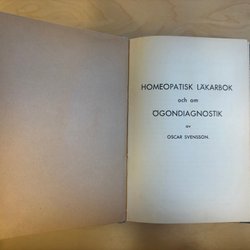 HOMEOPATISK LÄKARBOK
och om
ÖGONDIAGNOSTIK
av
OSCAR SVENSSON.